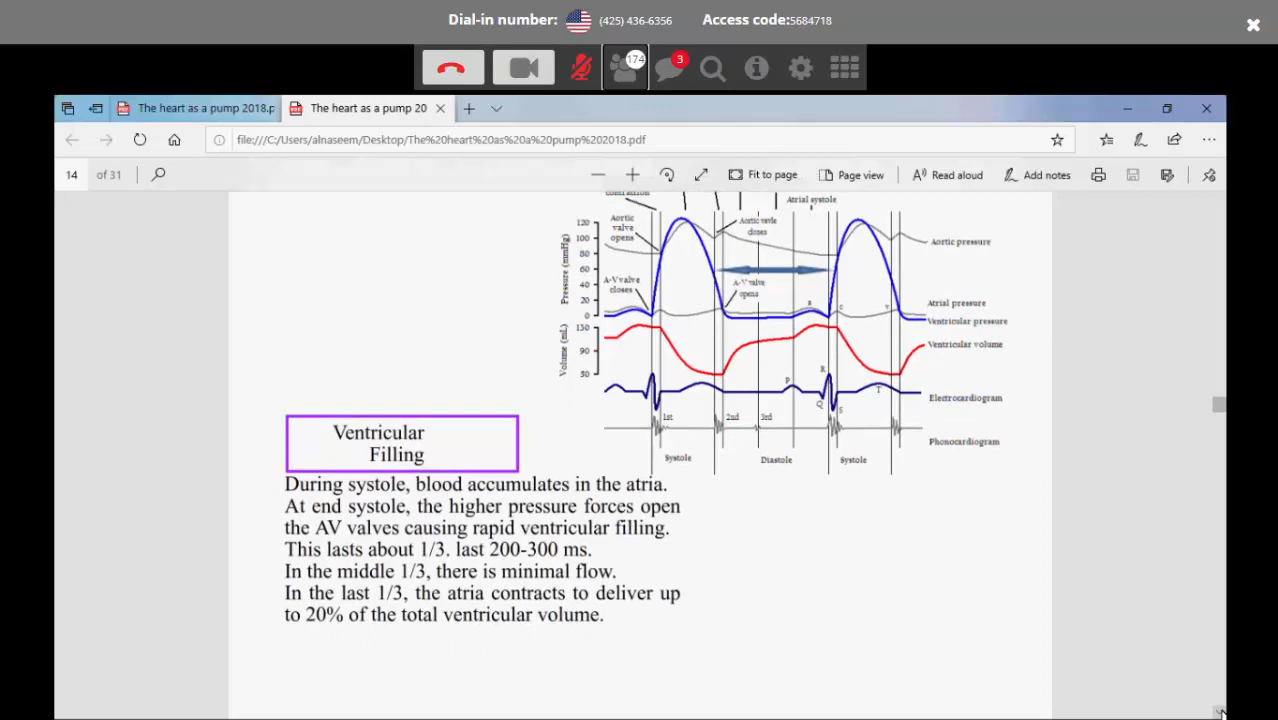 Dial-in number: (425) 436-6356 Access code:5684718
174
3
The heart as a pump 2018.p
The heart as a pump 20
file:///C:/Users/alnaseem/Desktop/The%20heart%20as%20a%20pump%202018.pdf
14 of 31
Fit to page
Page view
Read aloud
Add notes
Atrial systole
Aortic valve opens
Aortic valve closes
A-V valve closes
A-V valve opens
Pressure (mmHg)
120
100
80
60
40
20
0
Aortic pressure
Atrial pressure
Ventricular pressure
Volume (mL)
130
90
50
Ventricular volume
P
R
Q
S
T
Electrocardiogram
1st 2nd 3rd
Phonocardiogram
Systole Diastole Systole
Ventricular
Filling
During systole, blood accumulates in the atria.
At end systole, the higher pressure forces open
the AV valves causing rapid ventricular filling.
This lasts about 1/3. last 200-300 ms.
In the middle 1/3, there is minimal flow.
In the last 1/3, the atria contracts to deliver up
to 20% of the total ventricular volume.